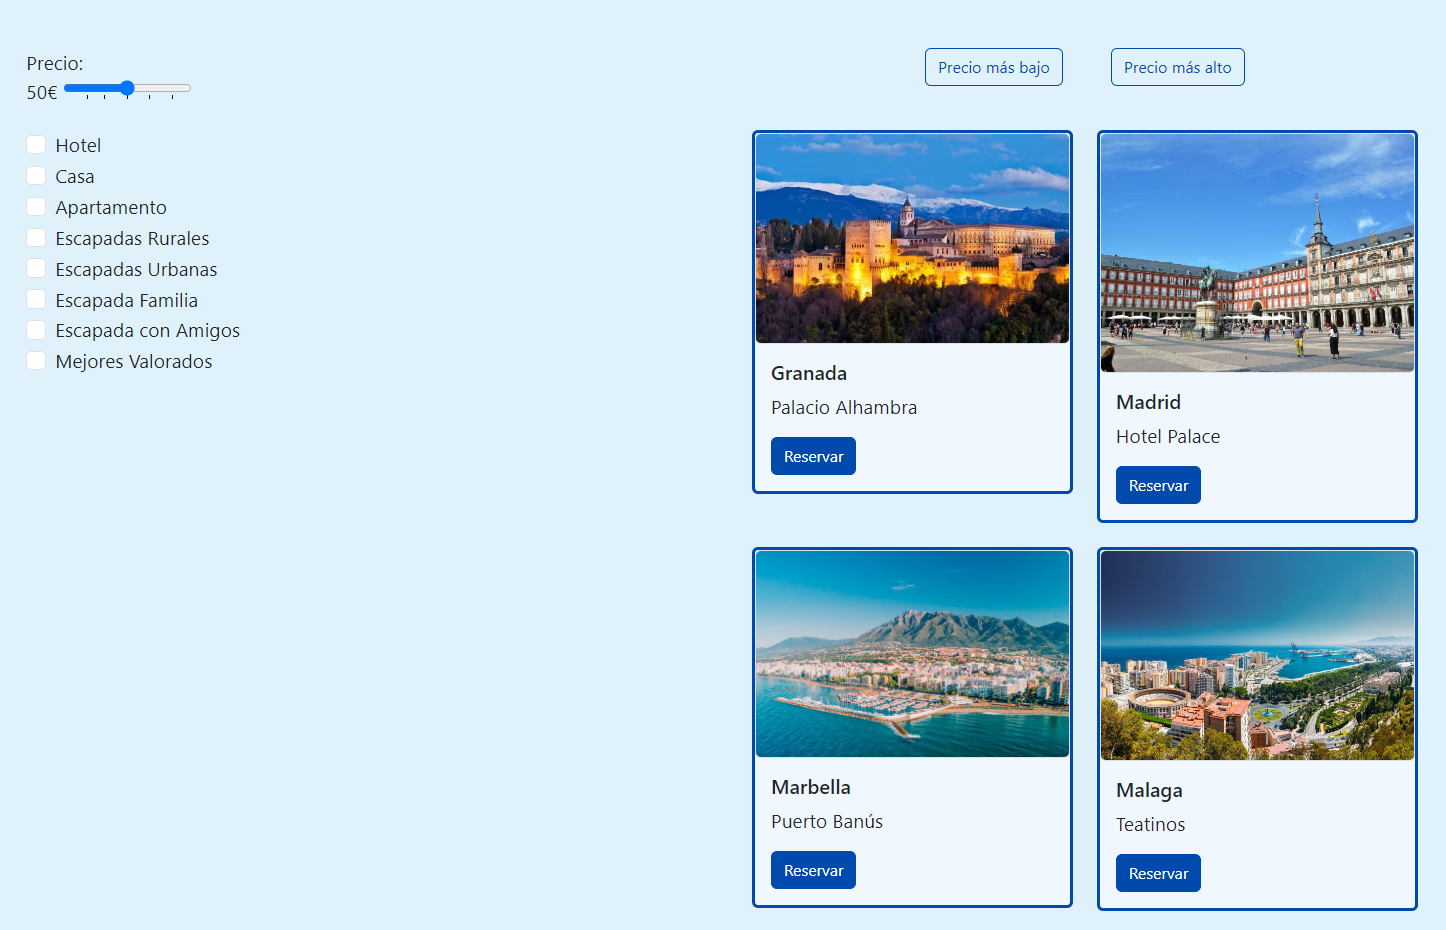 Precio:
50€
Hotel
Casa
Apartamento
Escapadas Rurales
Escapadas Urbanas
Escapada Familia
Escapada con Amigos
Mejores Valorados
Precio más bajo
Precio más alto
Granada
Palacio Alhambra
Reservar
Madrid
Hotel Palace
Reservar
Marbella
Puerto Banús
Reservar
Malaga
Teatinos
Reservar